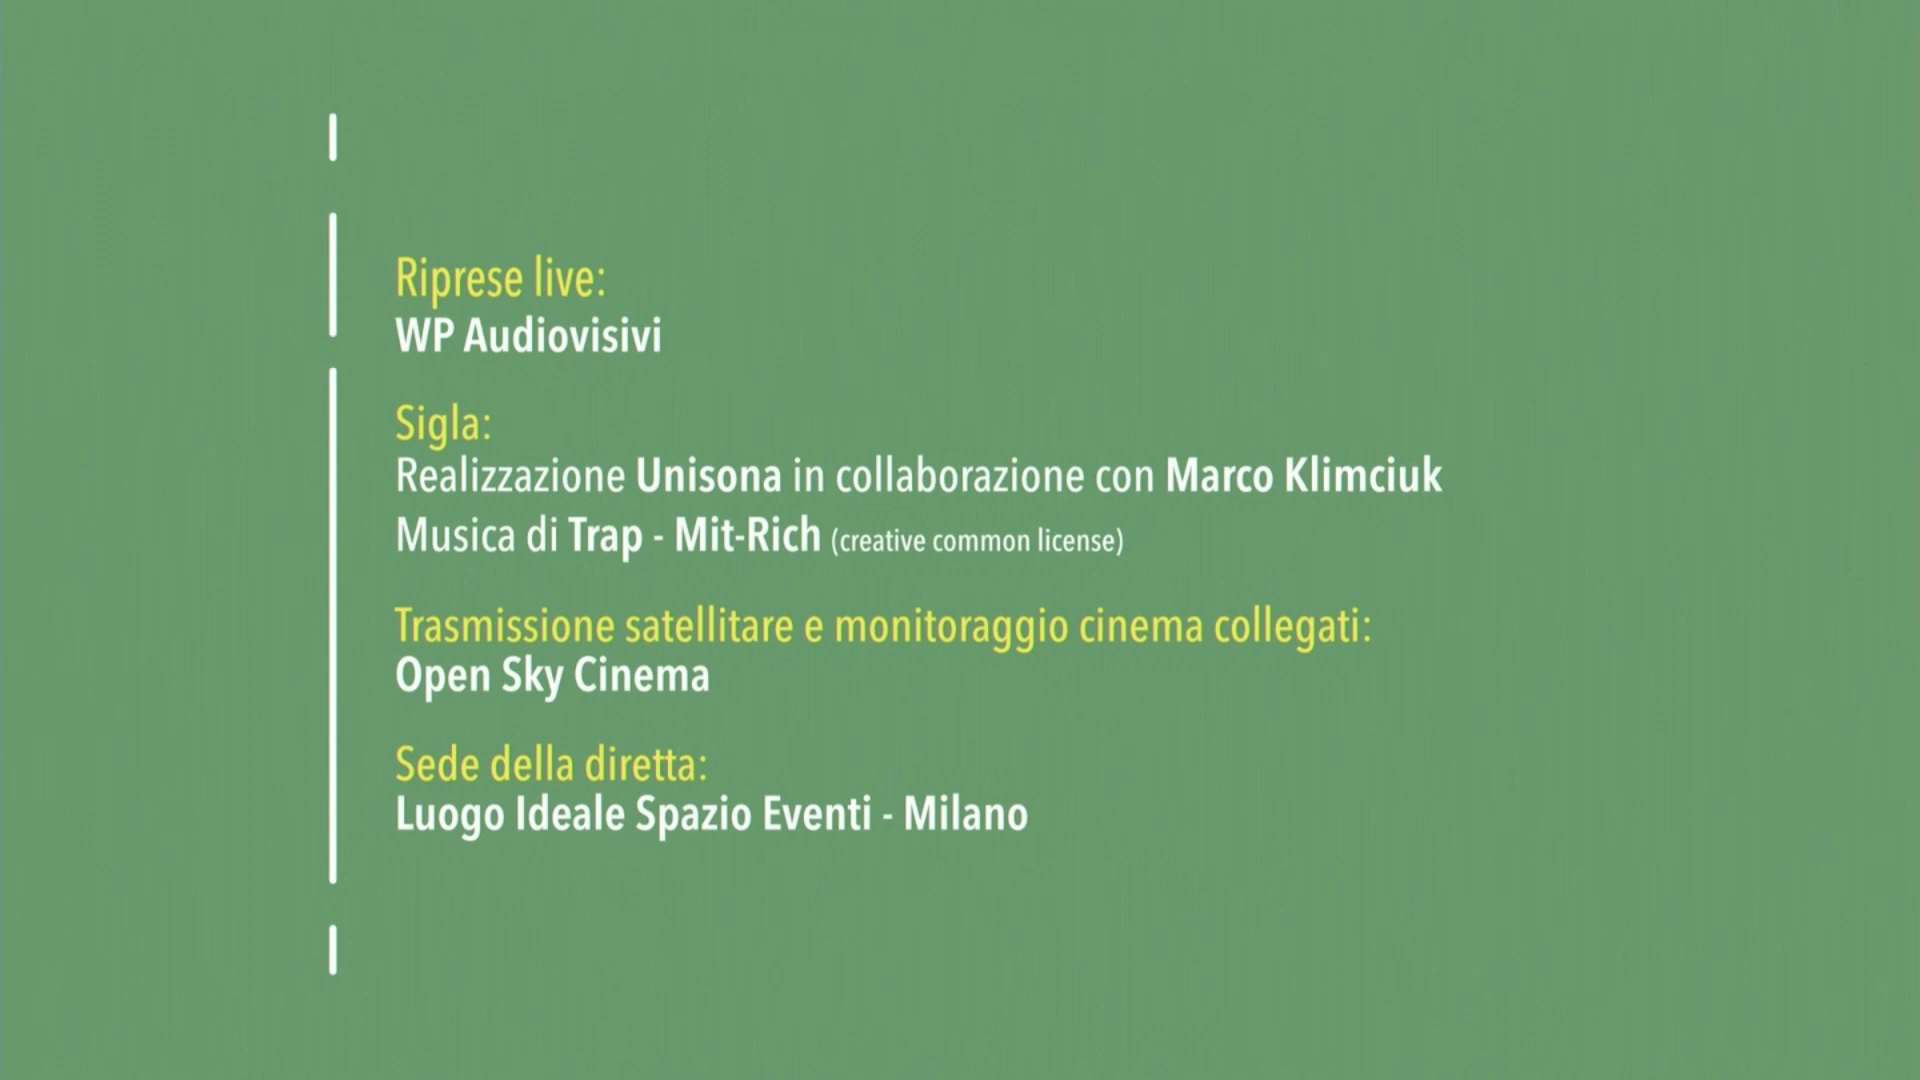 Riprese live:
WP Audiovisivi
Sigla:
Realizzazione Unisona in collaborazione con Marco Klimciuk
Musica di Trap - Mit-Rich (creative common license)
Trasmissione satellitare e monitoraggio cinema collegati:
Open Sky Cinema
Sede della diretta:
Luogo Ideale Spazio Eventi - Milano